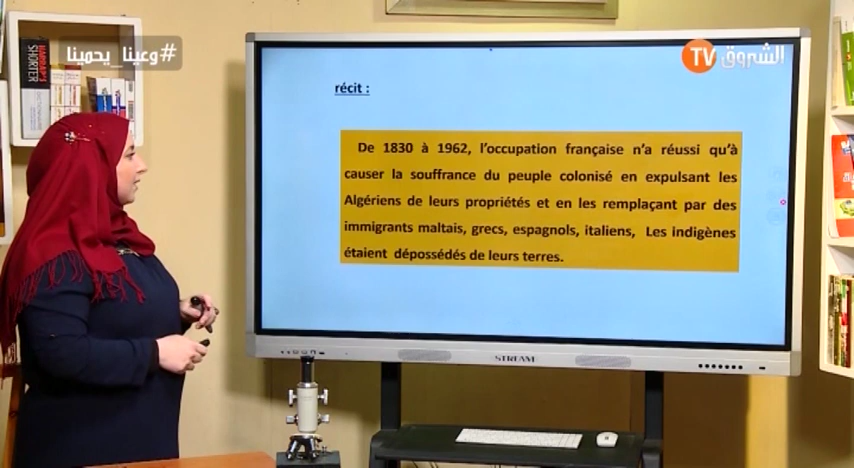 #وعينا_يحمينا
الشروق TV
récit :
De 1830 à 1962, l'occupation française n'a réussi qu'à
causer la souffrance du peuple colonisé en expulsant les
Algériens de leurs propriétés et en les remplaçant par des
immigrants maltais, grecs, espagnols, italiens, Les indigènes
étaient dépossédés de leurs terres.
STREAM
HARRAP'S
SHORTER